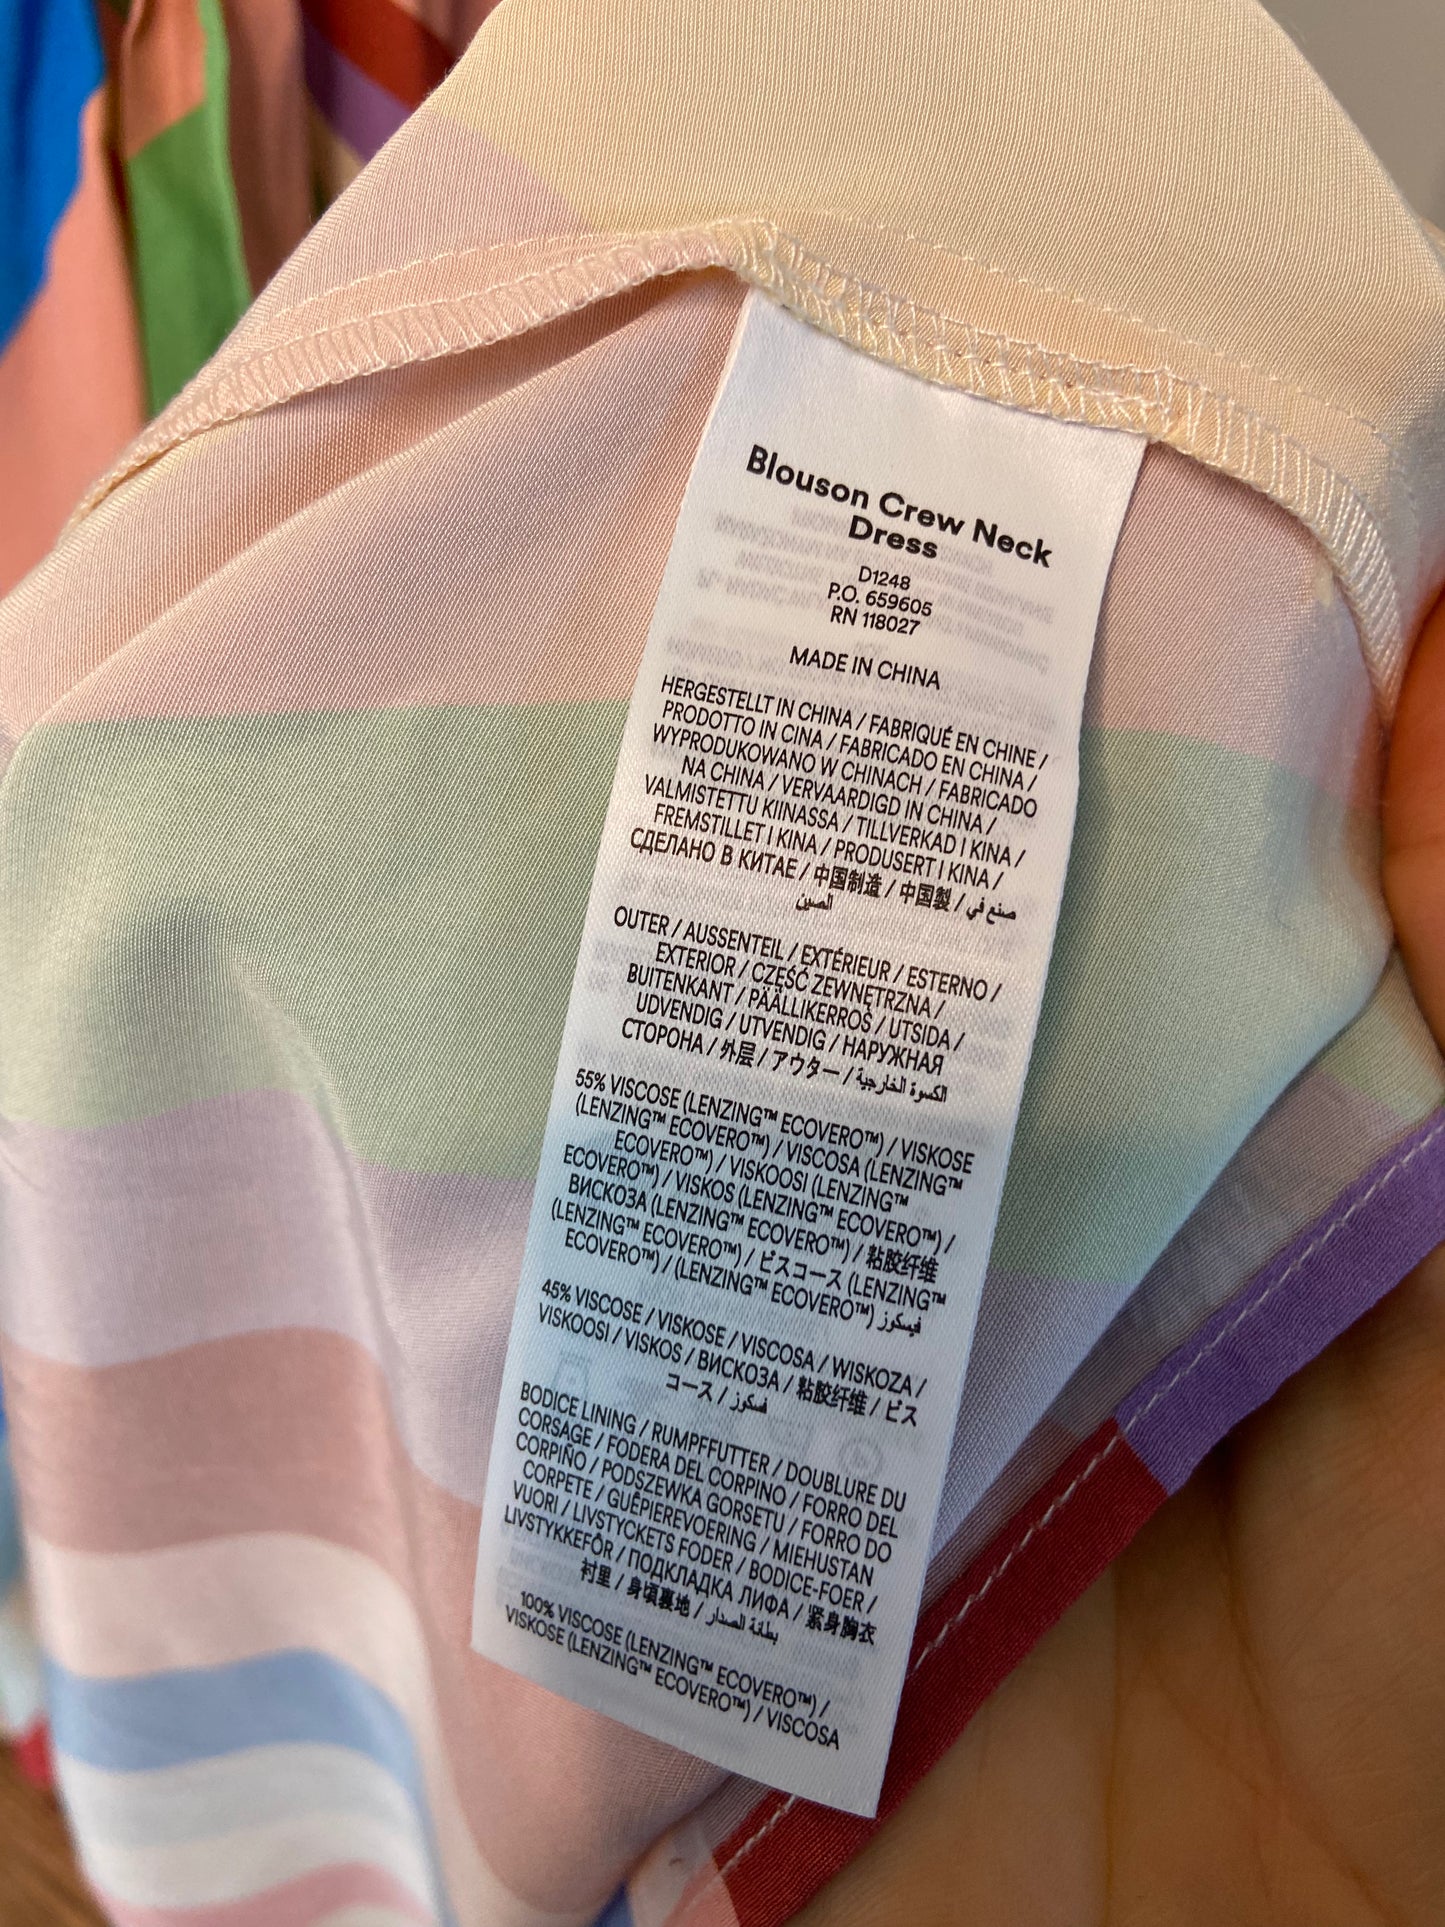 Blouson Crew Neck
Dress
D1248
P.O. 659605
RN 118027
MADE IN CHINA
HERGESTELLT IN CHINA / FABRIQUÉ EN CHINE /
PRODOTTO IN CINA / FABRICADO EN CHINA /
WYPRODUKOWANO W CHINACH / FABRICADO
NA CHINA / VERVAARDIGD IN CHINA /
VALMISTETTU KIINASSA / TILLVERKAD I KINA /
FREMSTILLET I KINA / PRODUSERT I KINA /
СДЕЛАНО В КИТАЕ / 中国制造 / 中国製 / صنع في
الصين
OUTER / AUSSENTEIL / EXTÉRIEUR / ESTERNO /
EXTERIOR / CZĘŚĆ ZEWNĘTRZNA /
BUITENKANT / PÄÄLLIKERROS / UTSIDA /
UDVENDIG / UTVENDIG / НАРУЖНАЯ
СТОРОНА / 外层 / アウター / الكسوة الخارجية
55% VISCOSE (LENZING™ ECOVERO™) / VISKOSE
(LENZING™ ECOVERO™) / VISCOSA (LENZING™
ECOVERO™) / VISKOOSI (LENZING™
ECOVERO™) / VISKOS (LENZING™ ECOVERO™) /
ВИСКОЗА (LENZING™ ECOVERO™) / 粘胶纤维
(LENZING™ ECOVERO™) / ビスコース (LENZING™
ECOVERO™) / (LENZING™ ECOVERO™) فيسكوز
45% VISCOSE / VISKOSE / VISCOSA / WISKOZA /
VISKOOSI / VISKOS / ВИСКОЗА / 粘胶纤维 / ビス
コース / فسكوز
BODICE LINING / RUMPFFUTTER / DOUBLURE DU
CORSAGE / FODERA DEL CORPINO / FORRO DEL
CORPIÑO / PODSZEWKA GORSETU / FORRO DO
CORPETE / GUÊPIEREVOERING / MIEHUSTAN
VUORI / LIVSTYCKETS FODER / BODICE-FOER /
LIVSTYKKEFÔR / ПОДКЛАДКА ЛИФА / 紧身胸衣
衬里 / 身頃裏地 / بطانة الصدار
100% VISCOSE (LENZING™ ECOVERO™) /
VISKOSE (LENZING™ ECOVERO™) / VISCOSA